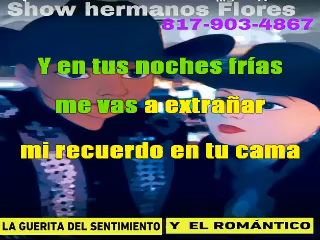 Show hermanos Flores
817-903-4867
Y en tus noches frías
me vas a extrañar
mi recuerdo en tu cama
LA GUERITA DEL SENTIMIENTO Y EL ROMÁNTICO